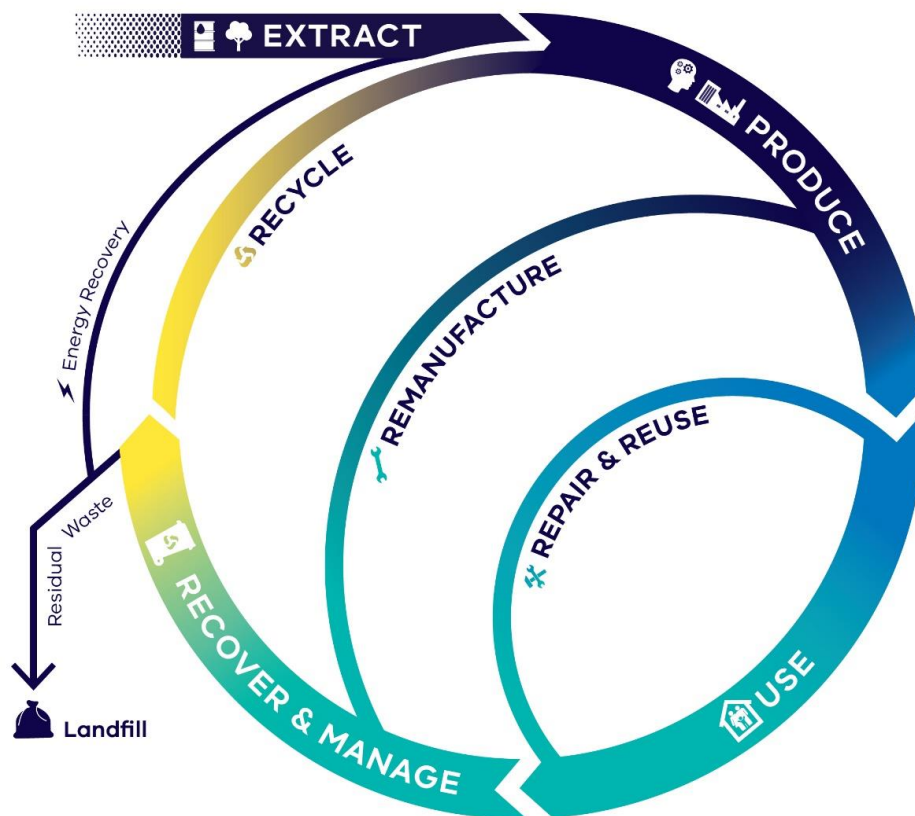 EXTRACT
PRODUCE
RECYCLE
Energy Recovery
REMANUFACTURE
REPAIR & REUSE
Residual Waste
RECOVER & MANAGE
USE
Landfill